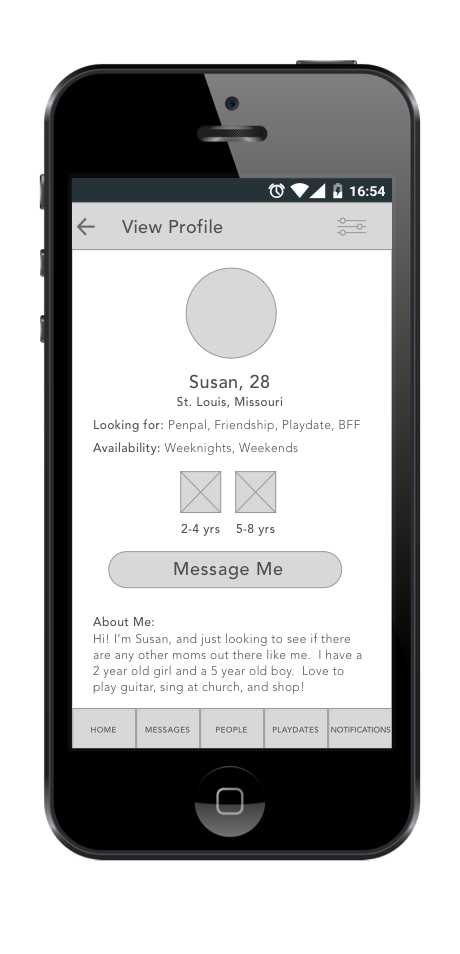 16:54
View Profile
Susan, 28
St. Louis, Missouri
Looking for: Penpal, Friendship, Playdate, BFF
Availability: Weeknights, Weekends
2-4 yrs 5-8 yrs
Message Me
About Me:
Hi! I'm Susan, and just looking to see if there
are any other moms out there like me.  I have a
2 year old girl and a 5 year old boy.  Love to
play guitar, sing at church, and shop!
HOME MESSAGES PEOPLE PLAYDATES NOTIFICATIONS